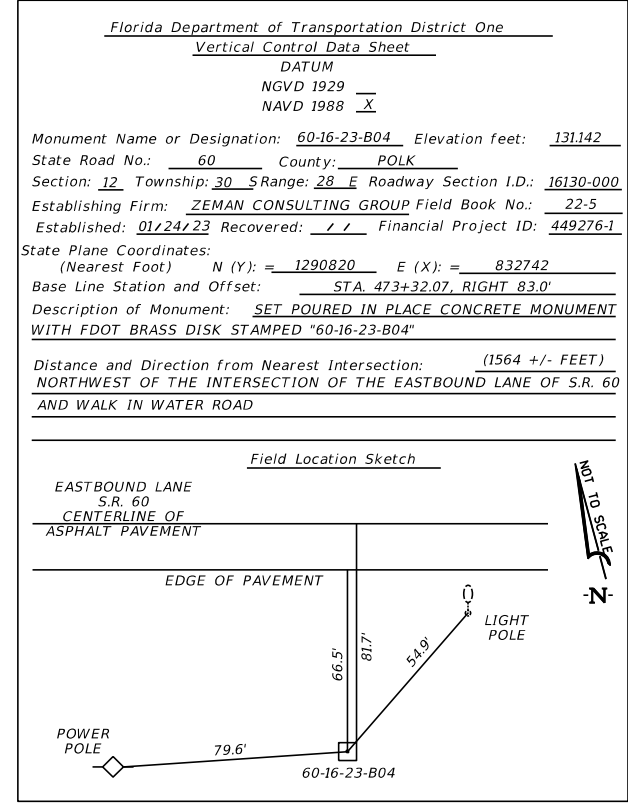 Florida Department of Transportation District One
Vertical Control Data Sheet
DATUM
NGVD 1929 __
NAVD 1988 X
Monument Name or Designation: 60-16-23-B04 Elevation feet: 131.142
State Road No.: 60 County: POLK
Section: 12 Township: 30 S Range: 28 E Roadway Section I.D.: 16130-000
Establishing Firm: ZEMAN CONSULTING GROUP Field Book No.: 22-5
Established: 01/24/23 Recovered: / / Financial Project ID: 449276-1
State Plane Coordinates:
(Nearest Foot) N (Y): = 1290820 E (X): = 832742
Base Line Station and Offset: STA. 473+32.07, RIGHT 83.0'
Description of Monument: SET POURED IN PLACE CONCRETE MONUMENT
WITH FDOT BRASS DISK STAMPED "60-16-23-B04"
Distance and Direction from Nearest Intersection: (1564 +/- FEET)
NORTHWEST OF THE INTERSECTION OF THE EASTBOUND LANE OF S.R. 60
AND WALK IN WATER ROAD
Field Location Sketch
EASTBOUND LANE
S.R. 60
CENTERLINE OF
ASPHALT PAVEMENT
NOT TO SCALE
-N-
EDGE OF PAVEMENT
LIGHT
POLE
66.5'
81.7'
54.9'
POWER
POLE
79.6'
60-16-23-B04